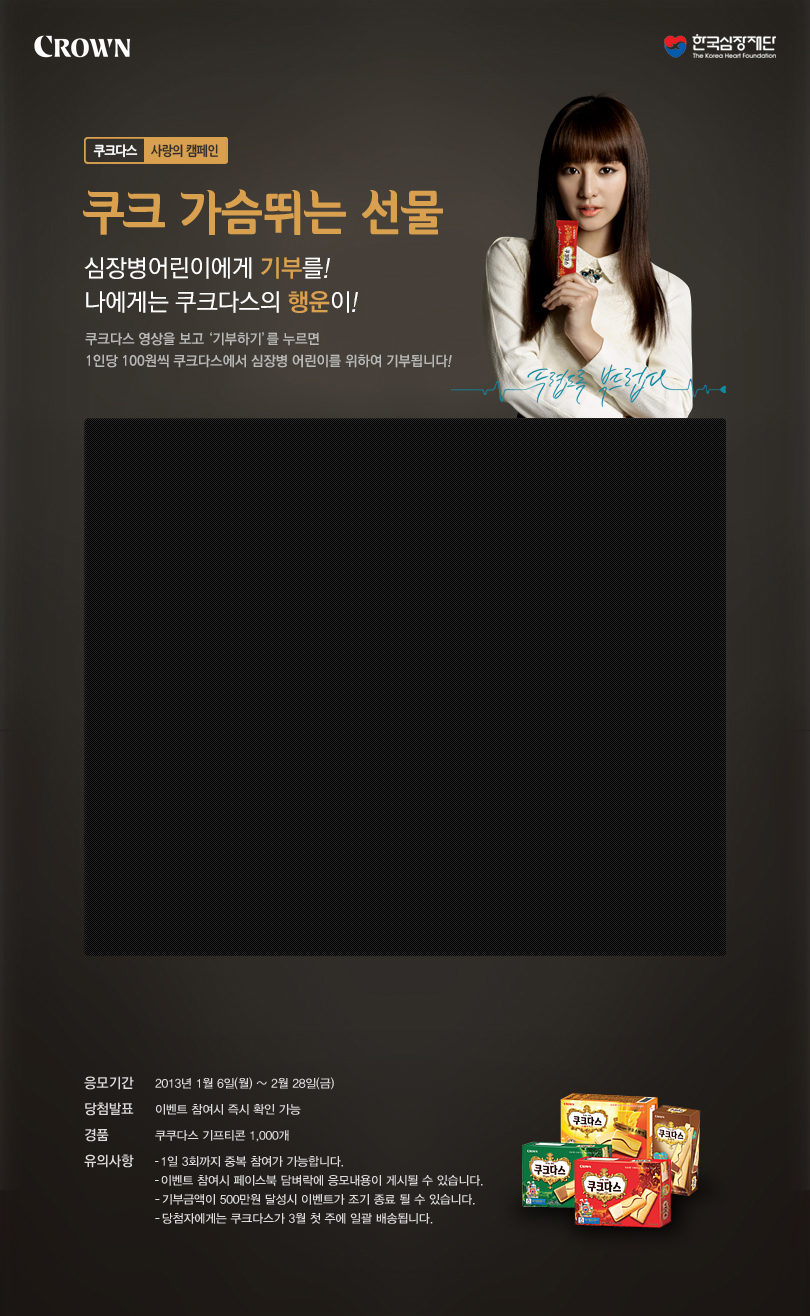 CROWN
한국심장재단
The Korea Heart Foundation
쿠크다스 사랑의 캠페인
쿠크 가슴뛰는 선물
심장병어린이에게 기부를!
나에게는 쿠크다스의 행운이!
쿠크다스 영상을 보고 '기부하기'를 누르면
1인당 100원씩 쿠크다스에서 심장병 어린이를 위하여 기부됩니다!
쿠크다스
두렵도록 부드럽다
응모기간 2013년 1월 6일(월) ~ 2월 28일(금)
당첨발표 이벤트 참여시 즉시 확인 가능
경품 쿠쿠다스 기프티콘 1,000개
유의사항 - 1일 3회까지 중복 참여가 가능합니다.
- 이벤트 참여시 페이스북 담벼락에 응모내용이 게시될 수 있습니다.
- 기부금액이 500만원 달성시 이벤트가 조기 종료 될 수 있습니다.
- 당첨자에게는 쿠크다스가 3월 첫 주에 일괄 배송됩니다.
CROWN
쿠크다스
쿠크다스
CROWN
쿠크다스
CROWN
쿠크다스